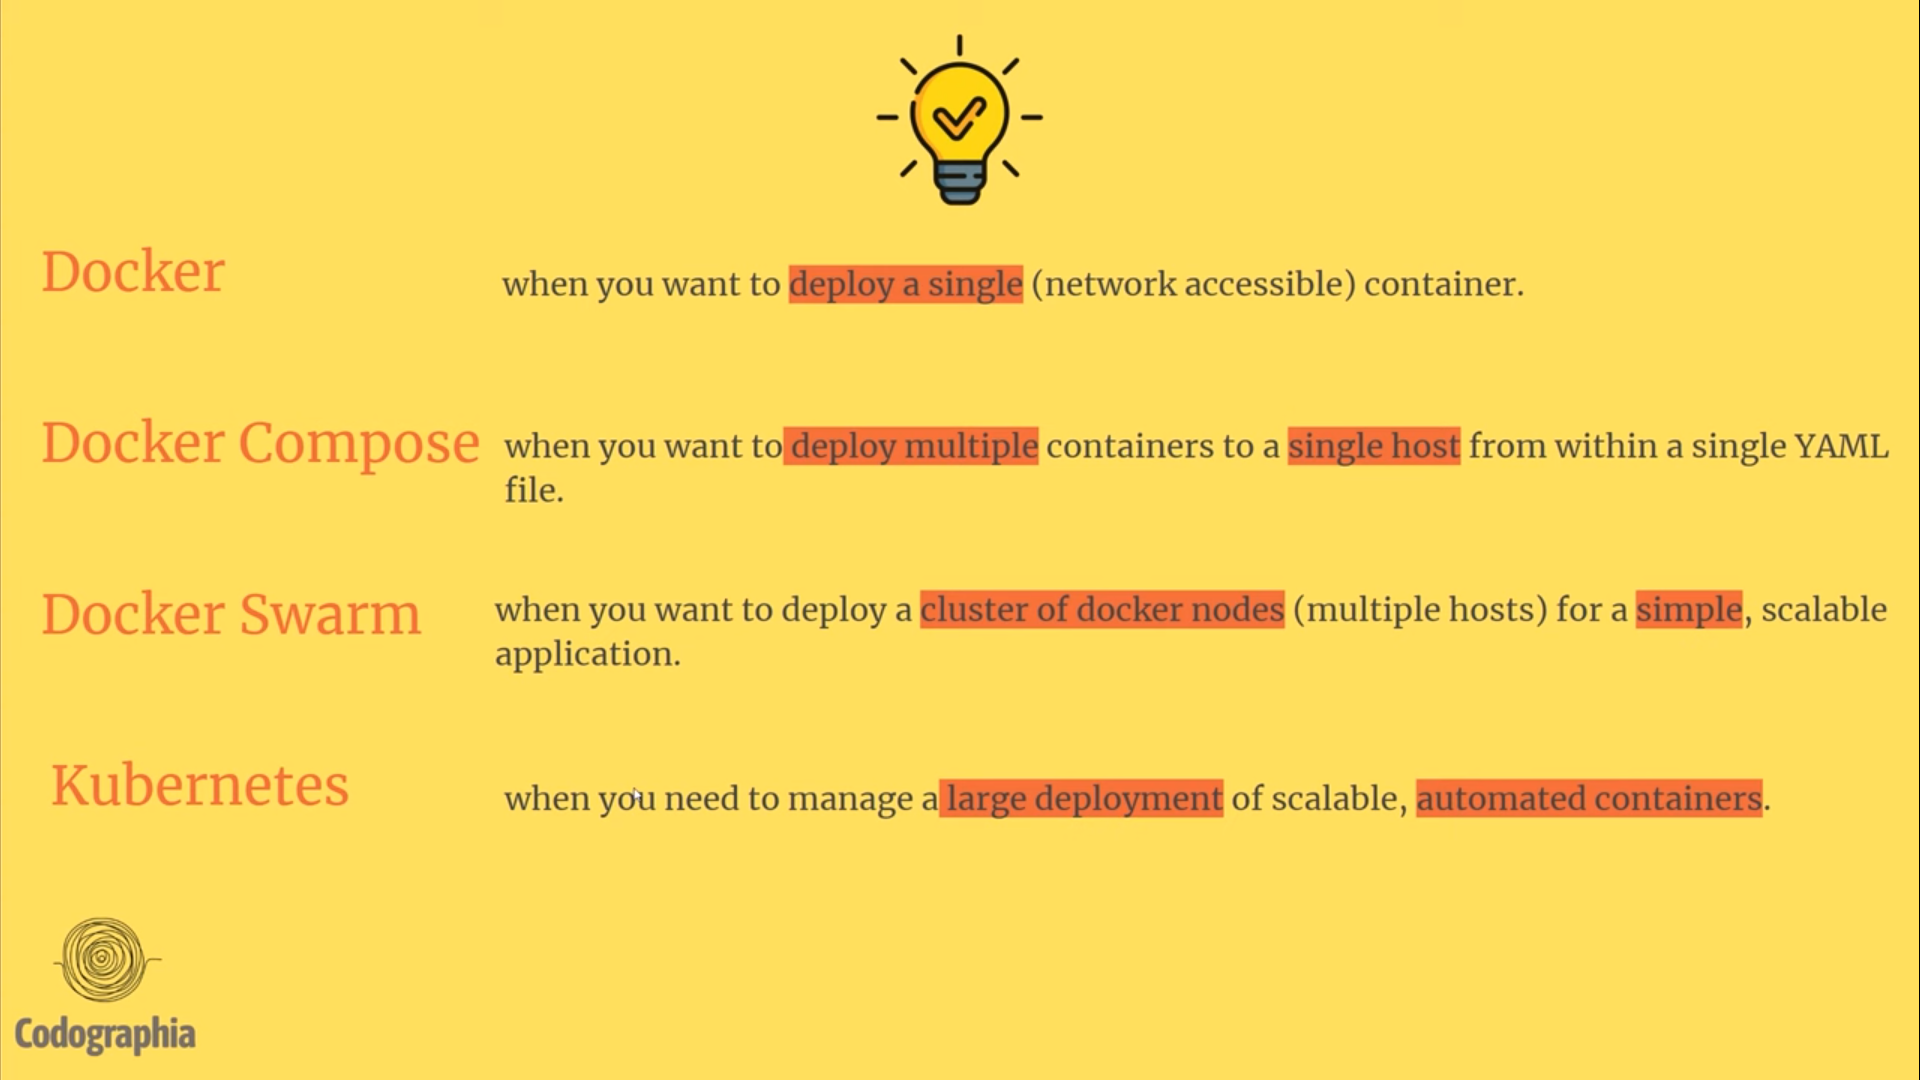 Docker
when you want to deploy a single (network accessible) container.
Docker Compose
when you want to deploy multiple containers to a single host from within a single YAML
file.
Docker Swarm
when you want to deploy a cluster of docker nodes (multiple hosts) for a simple, scalable
application.
Kubernetes
when you need to manage a large deployment of scalable, automated containers.
Codographia